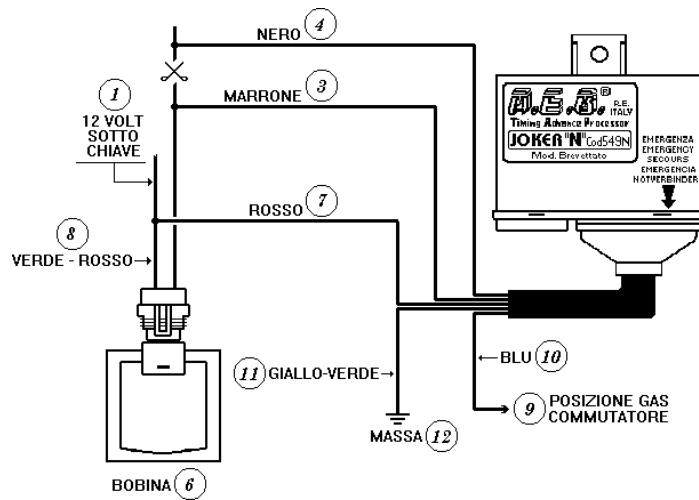 NERO 4
MARRONE 3
1
12 VOLT
SOTTO
CHIAVE
ROSSO 7
8
VERDE - ROSSO
11 GIALLO-VERDE
BLU 10
9 POSIZIONE GAS
COMMUTATORE
MASSA 12
BOBINA 6
A.E.B.®
R.E.
ITALY
Timing Advance Processor
JOKER "N" Cod549N
Mod. Brevettato
EMERGENZA
EMERGENCY
SECOURS
EMERGENCIA
NOTVERBINDER